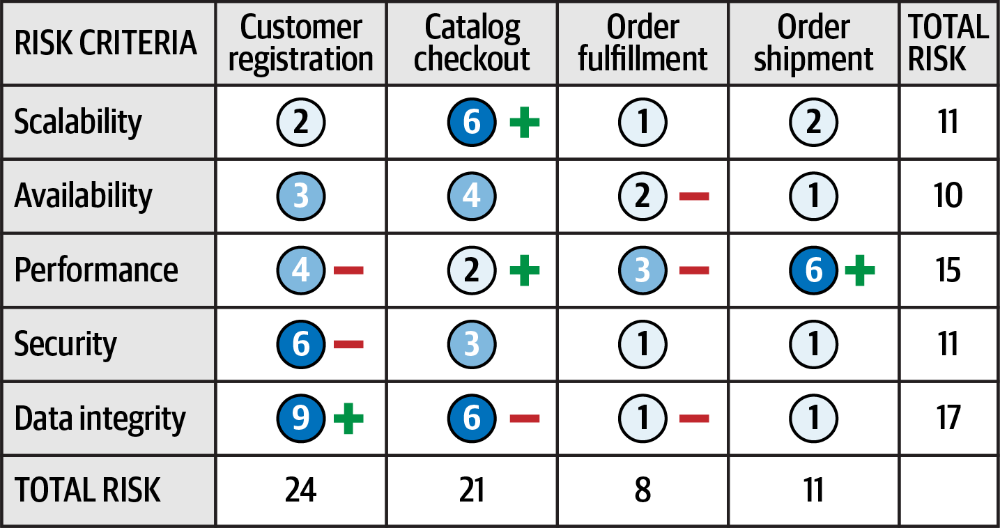 RISK CRITERIA Customer registration Catalog checkout Order fulfillment Order shipment TOTAL RISK
Scalability 2 6 + 1 2 11
Availability 3 4 2 − 1 10
Performance 4 − 2 + 3 − 6 + 15
Security 6 − 3 1 1 11
Data integrity 9 + 6 − 1 − 1 17
TOTAL RISK 24 21 8 11